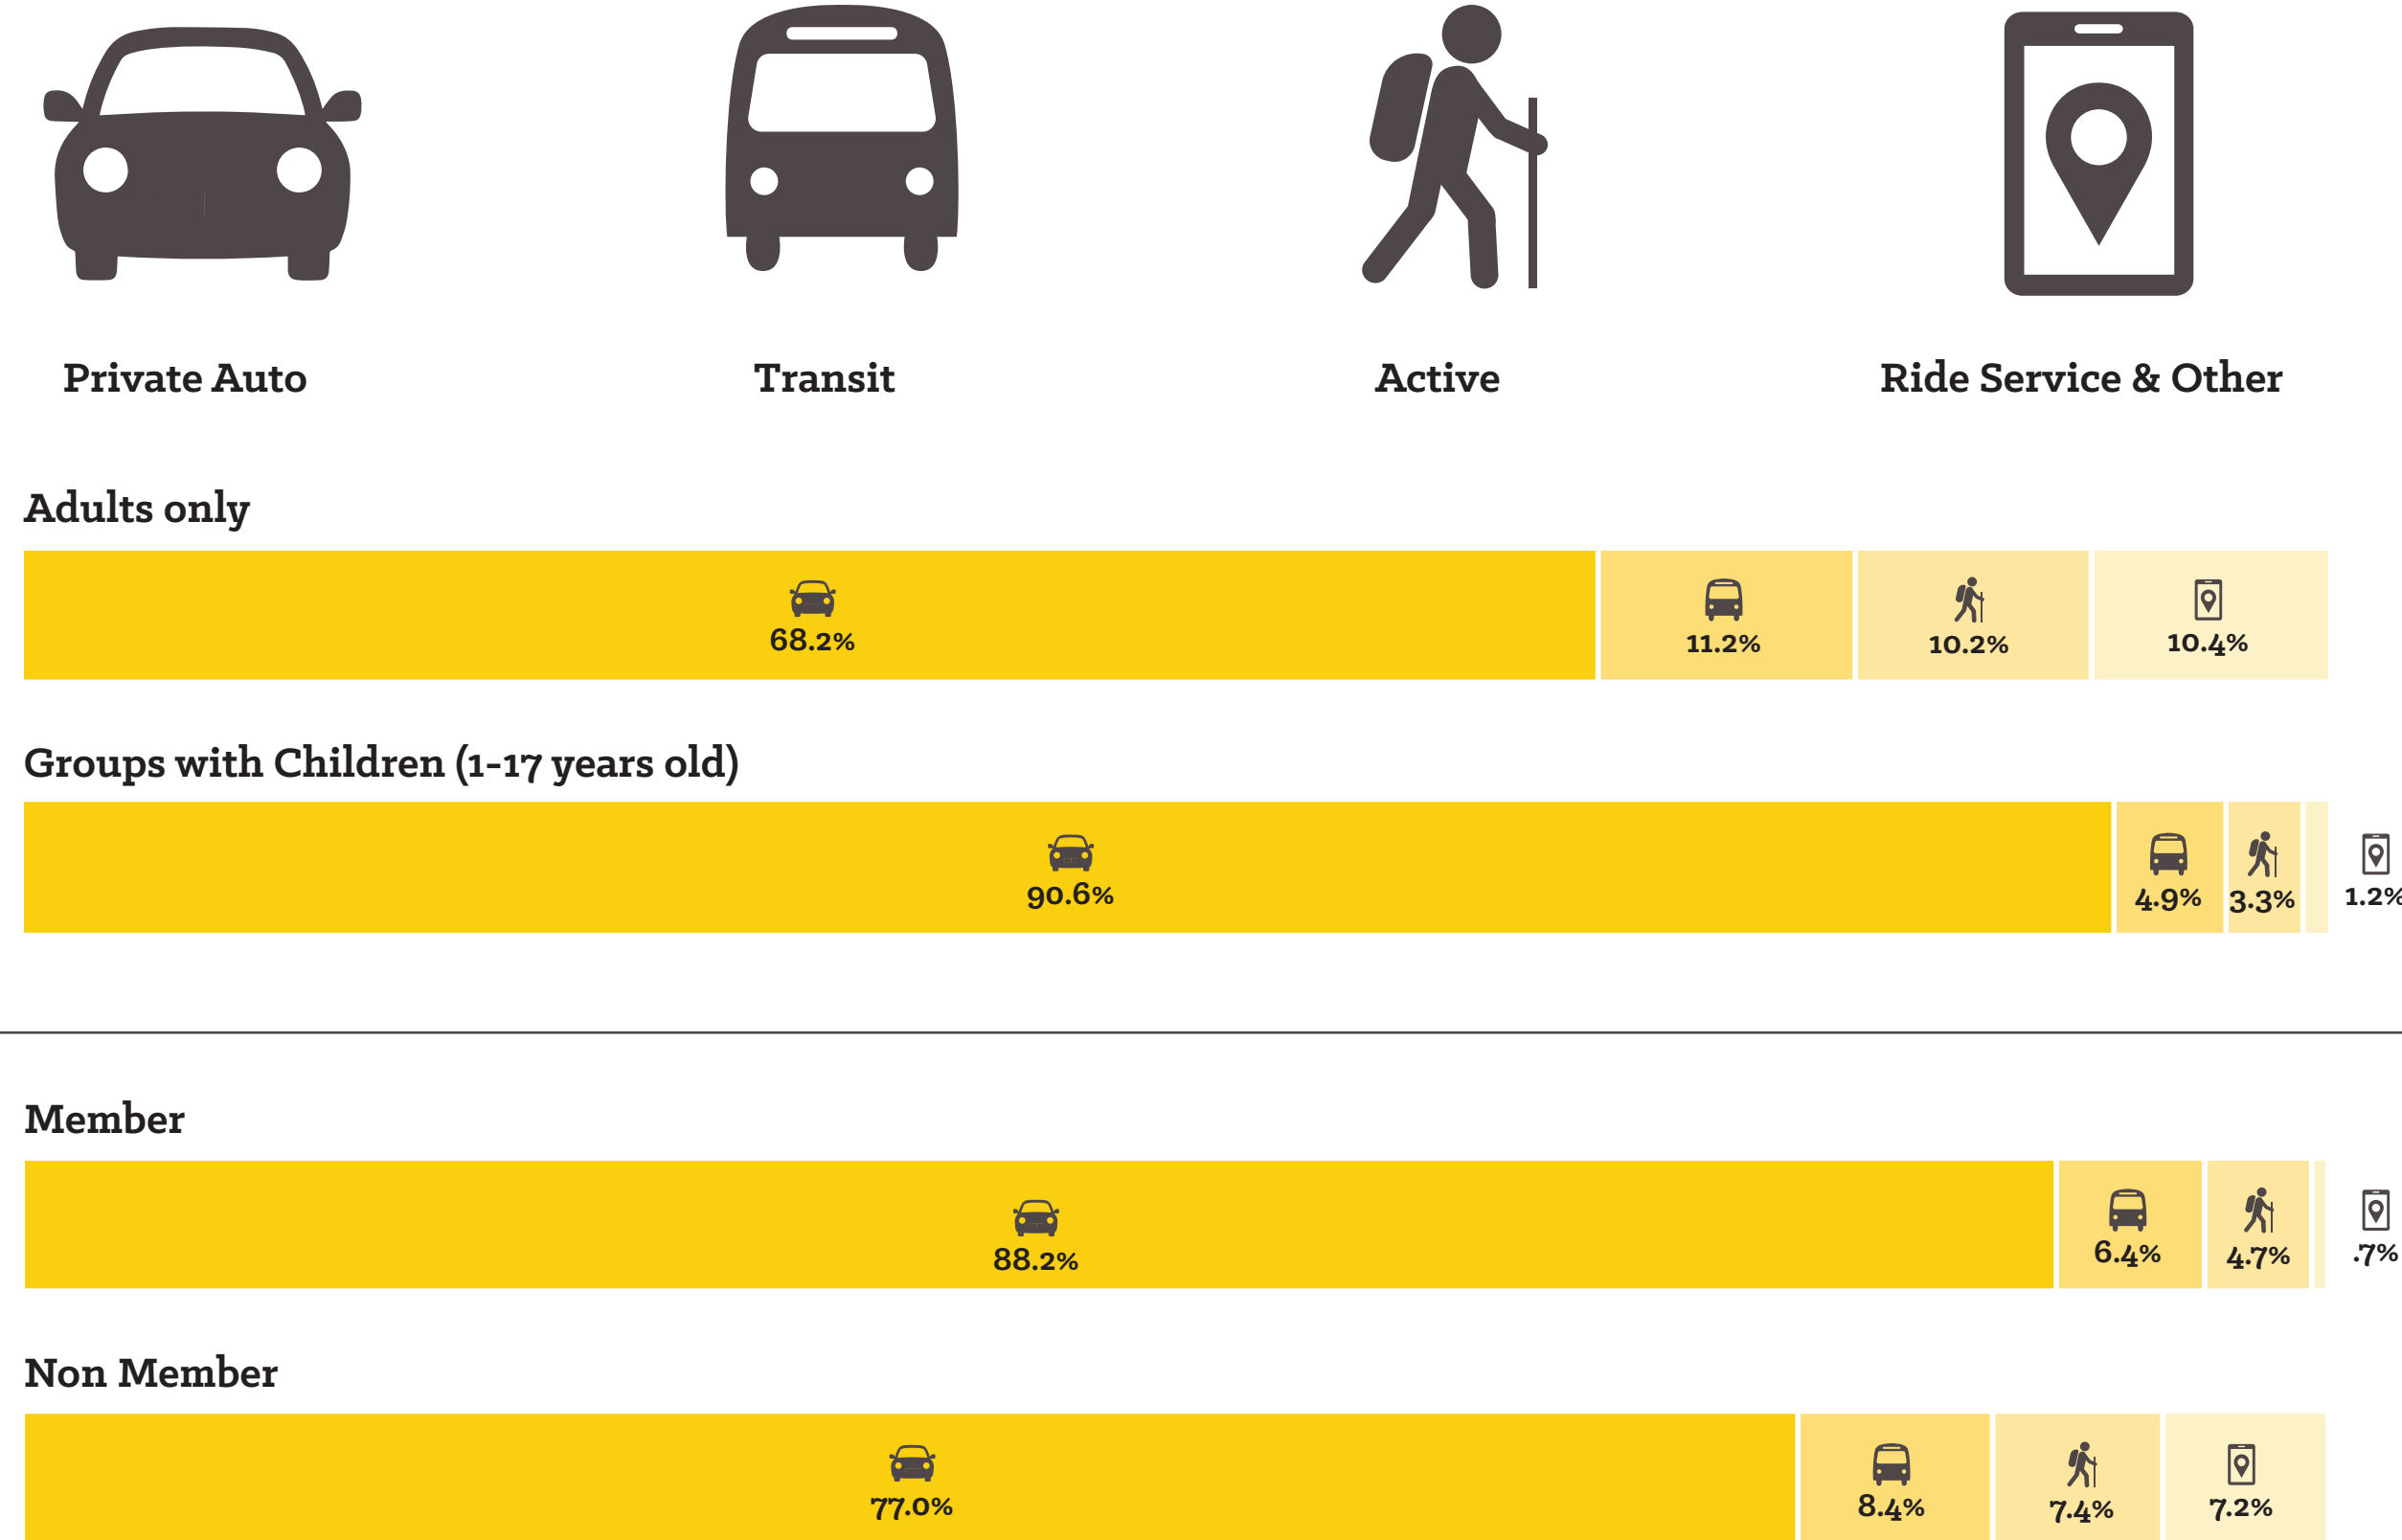 Private Auto Transit Active Ride Service & Other
Adults only
68.2% 11.2% 10.2% 10.4%
Groups with Children (1-17 years old)
90.6% 4.9% 3.3% 1.2%
Member
88.2% 6.4% 4.7% .7%
Non Member
77.0% 8.4% 7.4% 7.2%